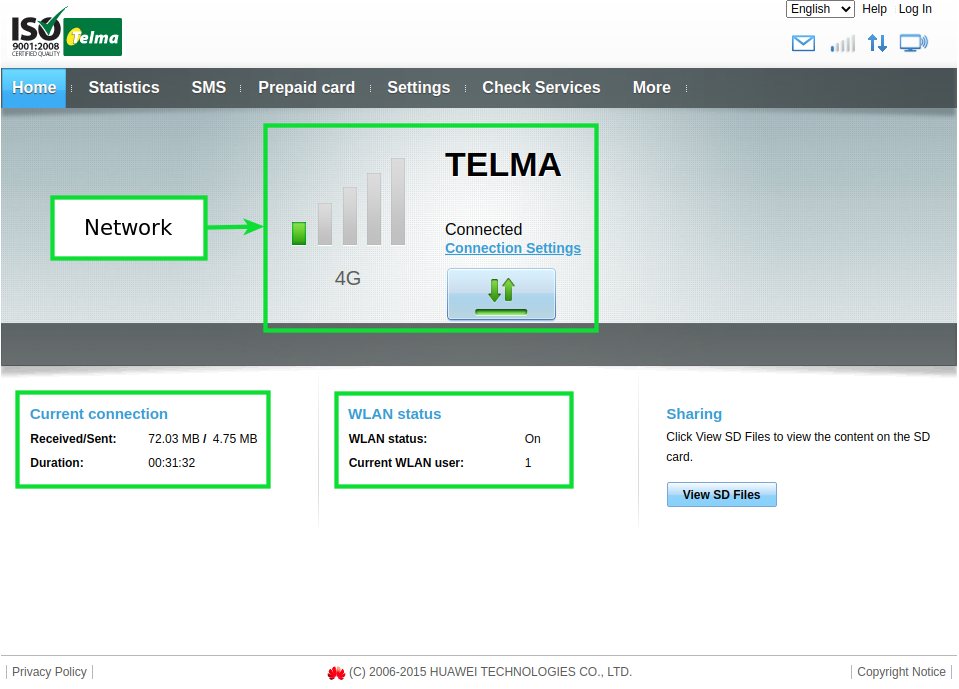 ISO
9001:2008
CERTIFIED QUALITY
Telma
English
Help
Log In
Home
Statistics
SMS
Prepaid card
Settings
Check Services
More
Network
4G
TELMA
Connected
Connection Settings
Current connection
Received/Sent: 72.03 MB / 4.75 MB
Duration: 00:31:32
WLAN status
WLAN status: On
Current WLAN user: 1
Sharing
Click View SD Files to view the content on the SD
card.
View SD Files
Privacy Policy
(C) 2006-2015 HUAWEI TECHNOLOGIES CO., LTD.
Copyright Notice